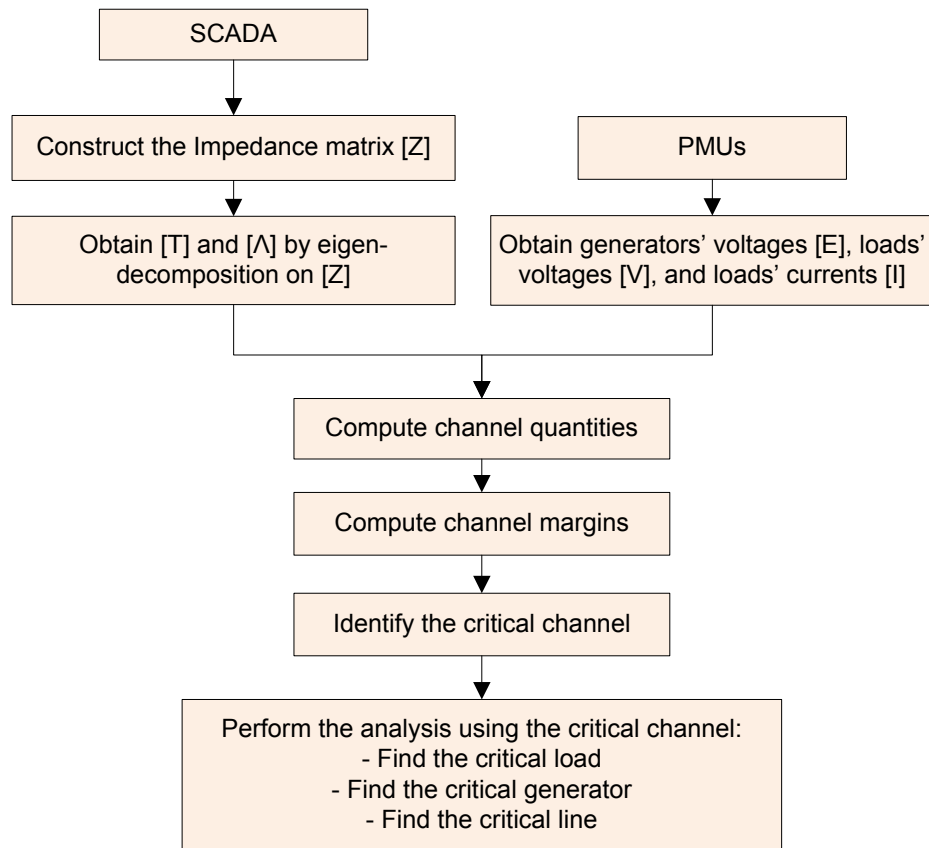 SCADA
Construct the Impedance matrix [Z]
Obtain [T] and [Λ] by eigen-
decomposition on [Z]
PMUs
Obtain generators’ voltages [E], loads’
voltages [V], and loads’ currents [I]
Compute channel quantities
Compute channel margins
Identify the critical channel
Perform the analysis using the critical channel:
- Find the critical load
- Find the critical generator
- Find the critical line